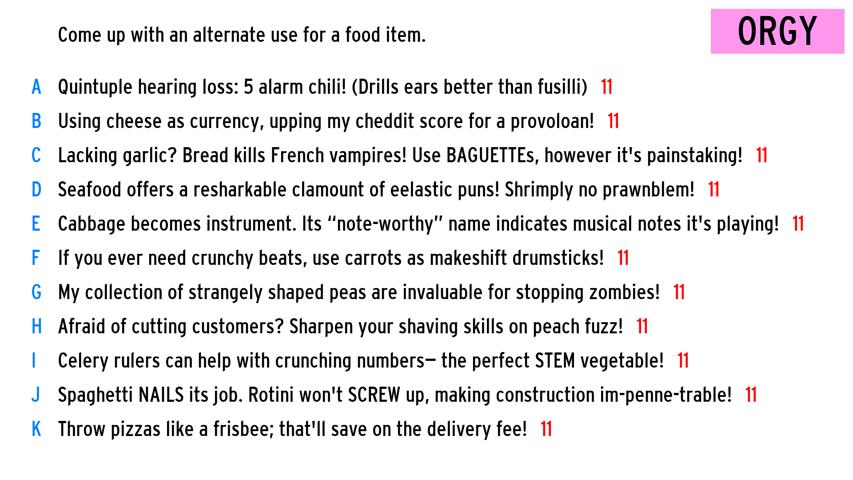 Come up with an alternate use for a food item.
ORGY
A Quintuple hearing loss: 5 alarm chili! (Drills ears better than fusilli) 11
B Using cheese as currency, upping my cheddit score for a provoloan! 11
C Lacking garlic? Bread kills French vampires! Use BAGUETTEs, however it's painstaking! 11
D Seafood offers a resharkable clamount of eelastic puns! Shrimply no prawnblem! 11
E Cabbage becomes instrument. Its “note-worthy” name indicates musical notes it's playing! 11
F If you ever need crunchy beats, use carrots as makeshift drumsticks! 11
G My collection of strangely shaped peas are invaluable for stopping zombies! 11
H Afraid of cutting customers? Sharpen your shaving skills on peach fuzz! 11
I Celery rulers can help with crunching numbers— the perfect STEM vegetable! 11
J Spaghetti NAILS its job. Rotini won't SCREW up, making construction im-penne-trable! 11
K Throw pizzas like a frisbee; that'll save on the delivery fee! 11